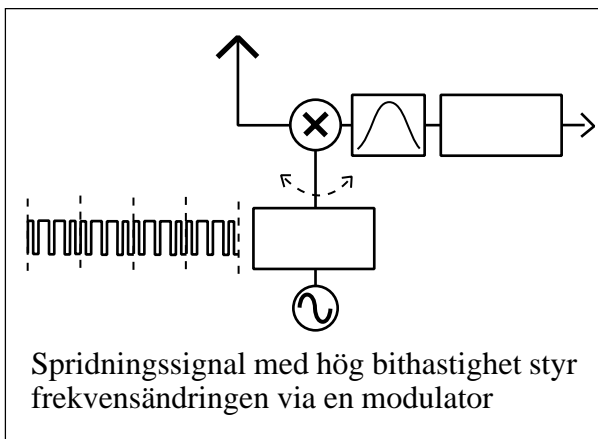 Spridningssignal med hög bithastighet styr
frekvensändringen via en modulator